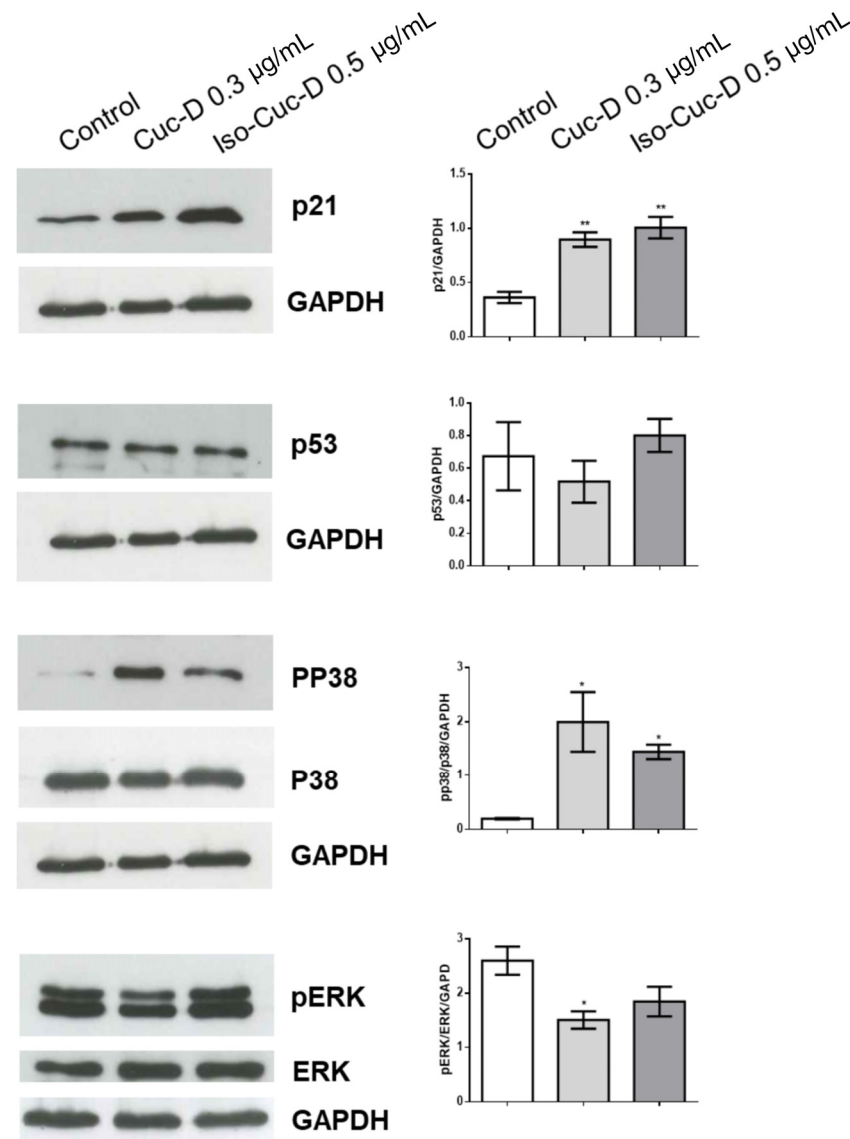 Control
Cuc-D 0.3 µg/mL
Iso-Cuc-D 0.5 µg/mL
Control
Cuc-D 0.3 µg/mL
Iso-Cuc-D 0.5 µg/mL
p21
GAPDH
p21/GAPDH
1.5
1.0
0.5
0.0
**
**
p53
GAPDH
p53/GAPDH
1.0
0.8
0.6
0.4
0.2
0.0
PP38
P38
GAPDH
pp38/p38/GAPDH
3
2
1
0
*
*
pERK
ERK
GAPDH
pERK/ERK/GAPD
3
2
1
0
*